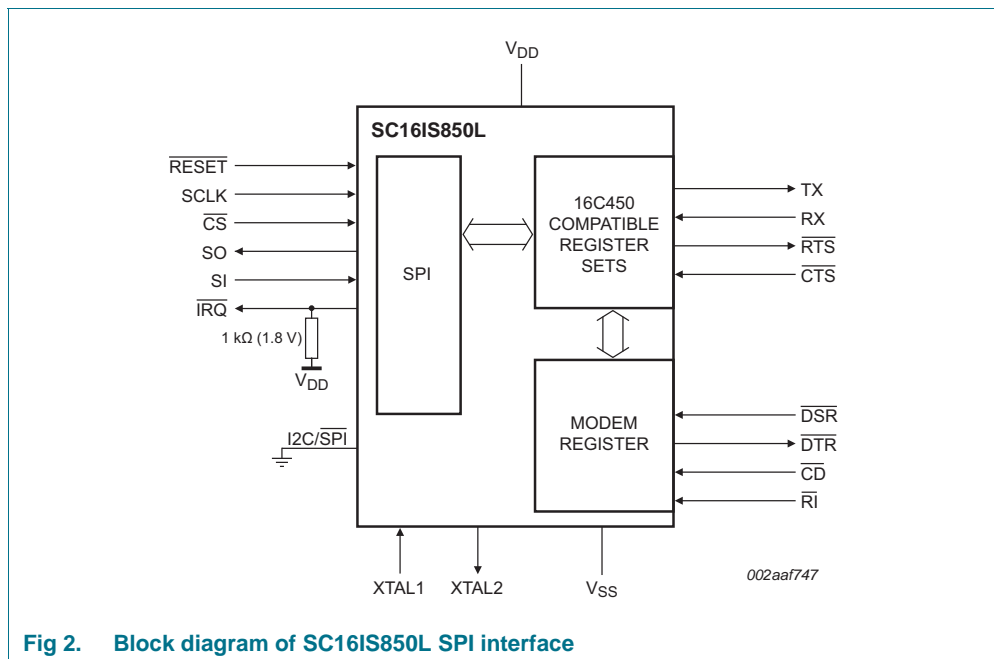 VDD
SC16IS850L
RESET
SCLK
CS
SO
SI
IRQ
1 kΩ (1.8 V)
VDD
I2C/SPI
SPI
16C450
COMPATIBLE
REGISTER
SETS
MODEM
REGISTER
TX
RX
RTS
CTS
DSR
DTR
CD
RI
XTAL1
XTAL2
VSS
002aaf747
Fig 2. Block diagram of SC16IS850L SPI interface